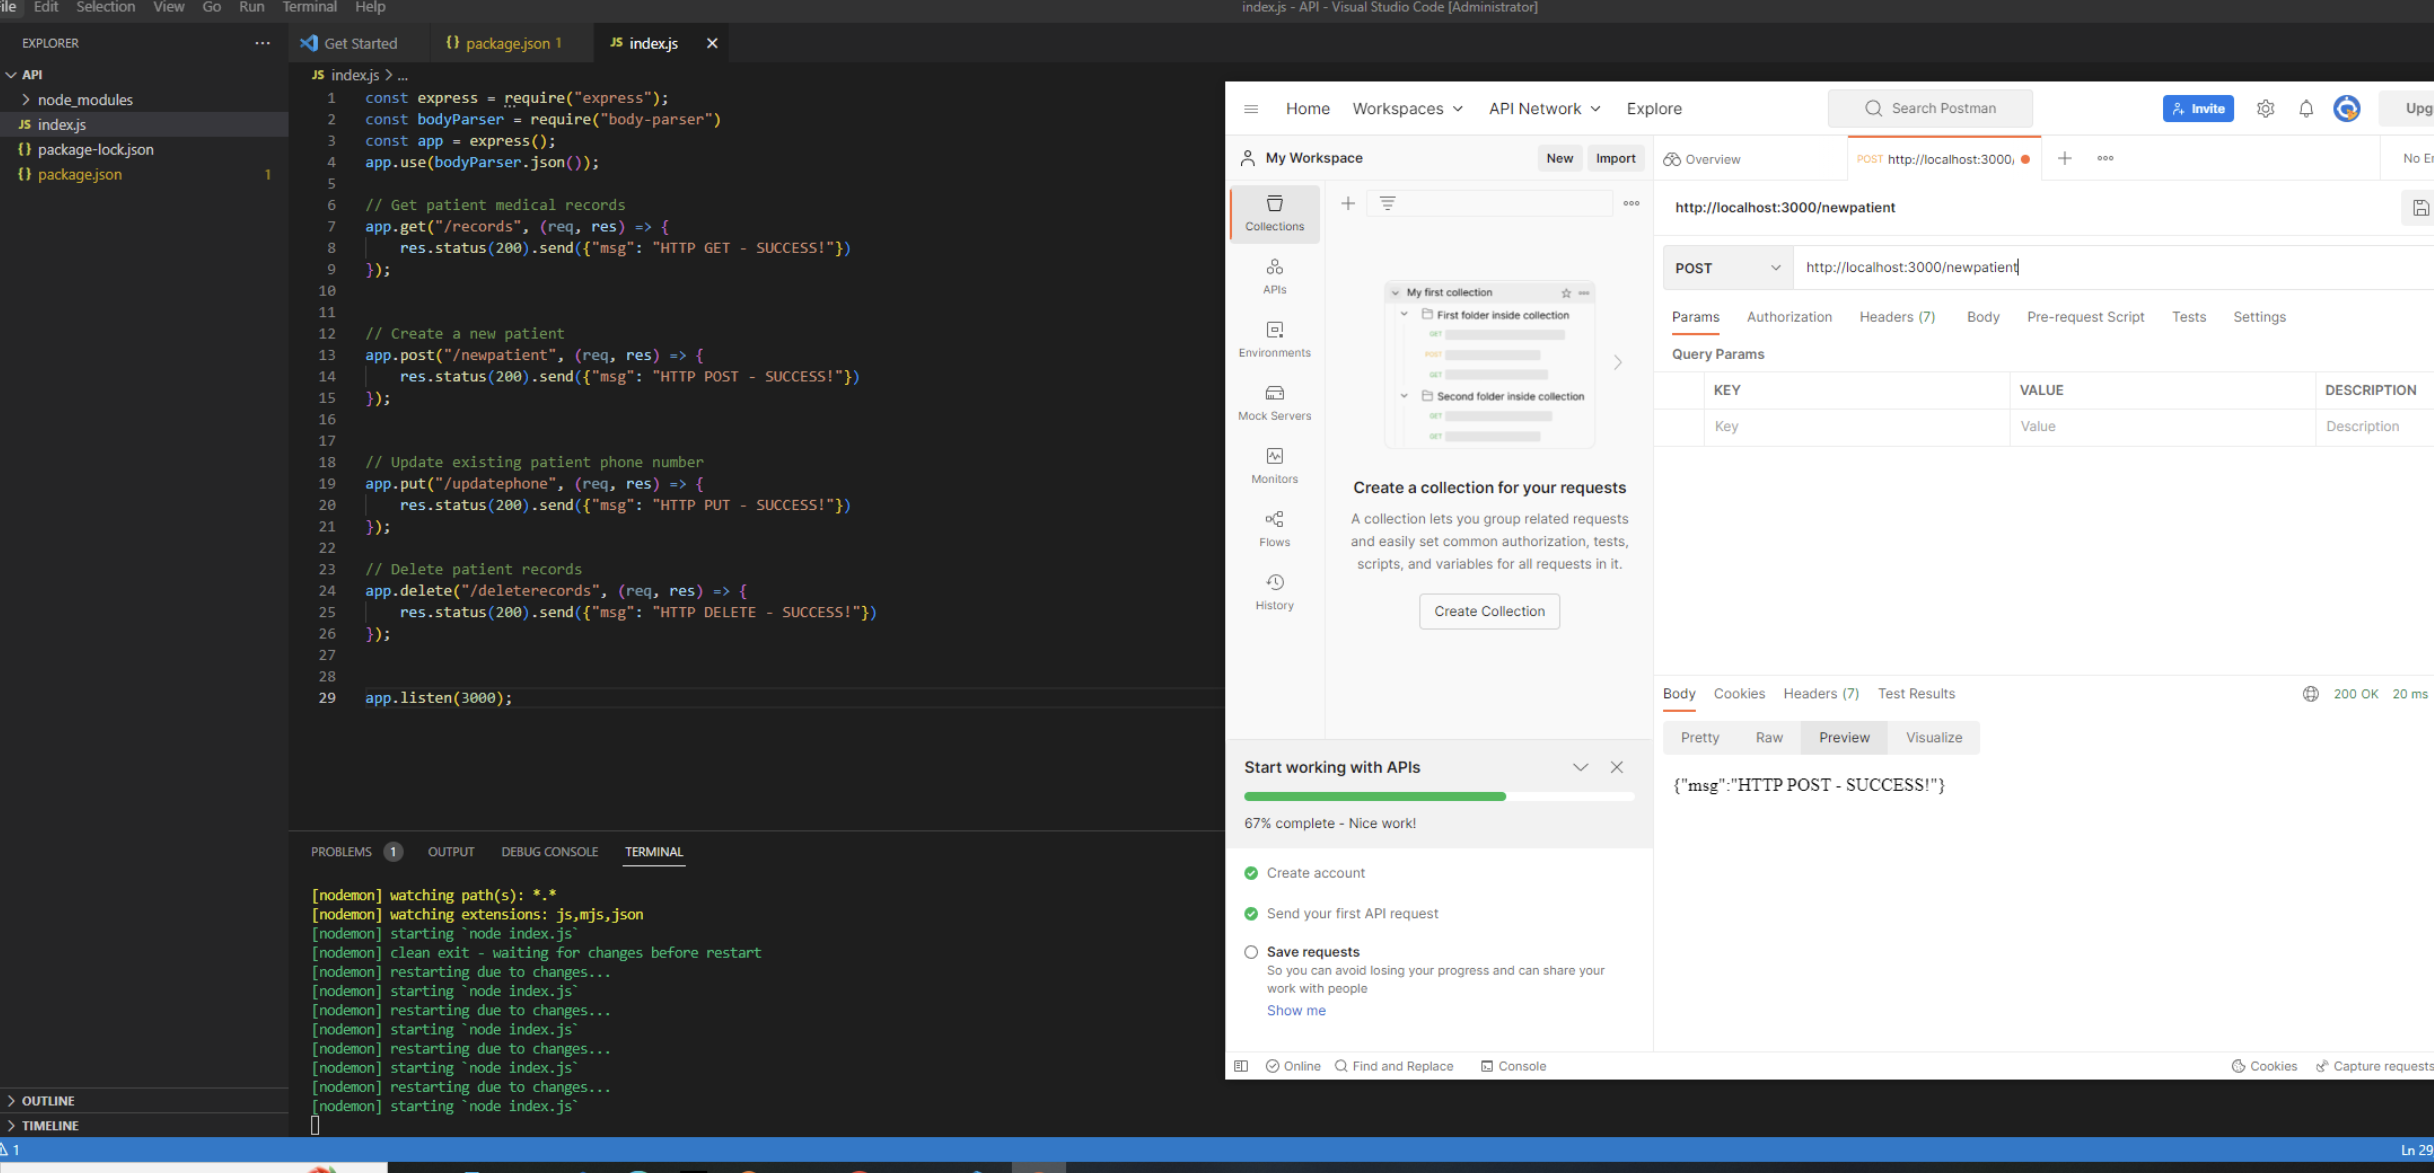 File Edit Selection View Go Run Terminal Help
index.js - API - Visual Studio Code [Administrator]
EXPLORER ...
API
node_modules
JS index.js
{} package-lock.json
{} package.json 1
OUTLINE
TIMELINE
Get Started
{} package.json 1
JS index.js
JS index.js > ...
1 const express = require("express");
2 const bodyParser = require("body-parser")
3 const app = express();
4 app.use(bodyParser.json());
5
6 // Get patient medical records
7 app.get("/records", (req, res) => {
8 res.status(200).send({"msg": "HTTP GET - SUCCESS!"})
9 });
10
11
12 // Create a new patient
13 app.post("/newpatient", (req, res) => {
14 res.status(200).send({"msg": "HTTP POST - SUCCESS!"})
15 });
16
17
18 // Update existing patient phone number
19 app.put("/updatephone", (req, res) => {
20 res.status(200).send({"msg": "HTTP PUT - SUCCESS!"})
21 });
22
23 // Delete patient records
24 app.delete("/deleterecords", (req, res) => {
25 res.status(200).send({"msg": "HTTP DELETE - SUCCESS!"})
26 });
27
28
29 app.listen(3000);
PROBLEMS 1 OUTPUT DEBUG CONSOLE TERMINAL
[nodemon] watching path(s): *.*
[nodemon] watching extensions: js,mjs,json
[nodemon] starting `node index.js`
[nodemon] clean exit - waiting for changes before restart
[nodemon] restarting due to changes...
[nodemon] starting `node index.js`
[nodemon] restarting due to changes...
[nodemon] starting `node index.js`
[nodemon] restarting due to changes...
[nodemon] starting `node index.js`
[nodemon] restarting due to changes...
[nodemon] starting `node index.js`
1
Ln 29
Home Workspaces API Network Explore
Search Postman
Invite
Upg
My Workspace
New Import
Overview
POST http://localhost:3000/
No En
Collections
APIs
Environments
Mock Servers
Monitors
Flows
History
My first collection
First folder inside collection
GET
POST
GET
Second folder inside collection
GET
GET
Create a collection for your requests
A collection lets you group related requests
and easily set common authorization, tests,
scripts, and variables for all requests in it.
Create Collection
Start working with APIs
67% complete - Nice work!
Create account
Send your first API request
Save requests
So you can avoid losing your progress and can share your
work with people
Show me
http://localhost:3000/newpatient
POST http://localhost:3000/newpatient
Params Authorization Headers (7) Body Pre-request Script Tests Settings
Query Params
KEY VALUE DESCRIPTION
Key Value Description
Body Cookies Headers (7) Test Results
200 OK 20 ms
Pretty Raw Preview Visualize
{"msg":"HTTP POST - SUCCESS!"}
Online Find and Replace Console
Cookies Capture requests